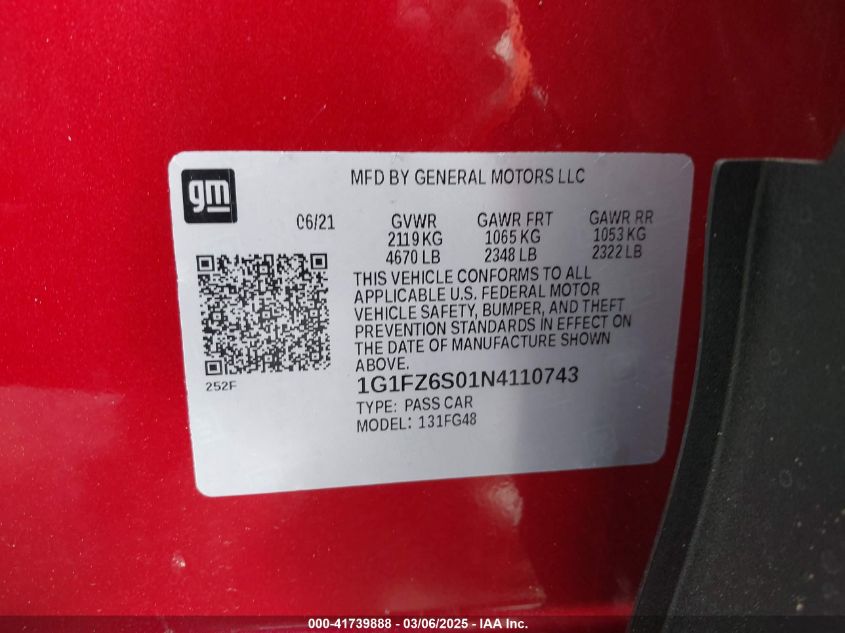 gm
MFD BY GENERAL MOTORS LLC
06/21 GVWR GAWR FRT GAWR RR
2119 KG 1065 KG 1053 KG
4670 LB 2348 LB 2322 LB
THIS VEHICLE CONFORMS TO ALL
APPLICABLE U.S. FEDERAL MOTOR
VEHICLE SAFETY, BUMPER, AND THEFT
PREVENTION STANDARDS IN EFFECT ON
THE DATE OF MANUFACTURE SHOWN
ABOVE.
252F
1G1FZ6S01N4110743
TYPE: PASS CAR
MODEL: 131FG48
000-41739888 - 03/06/2025 - IAA Inc.